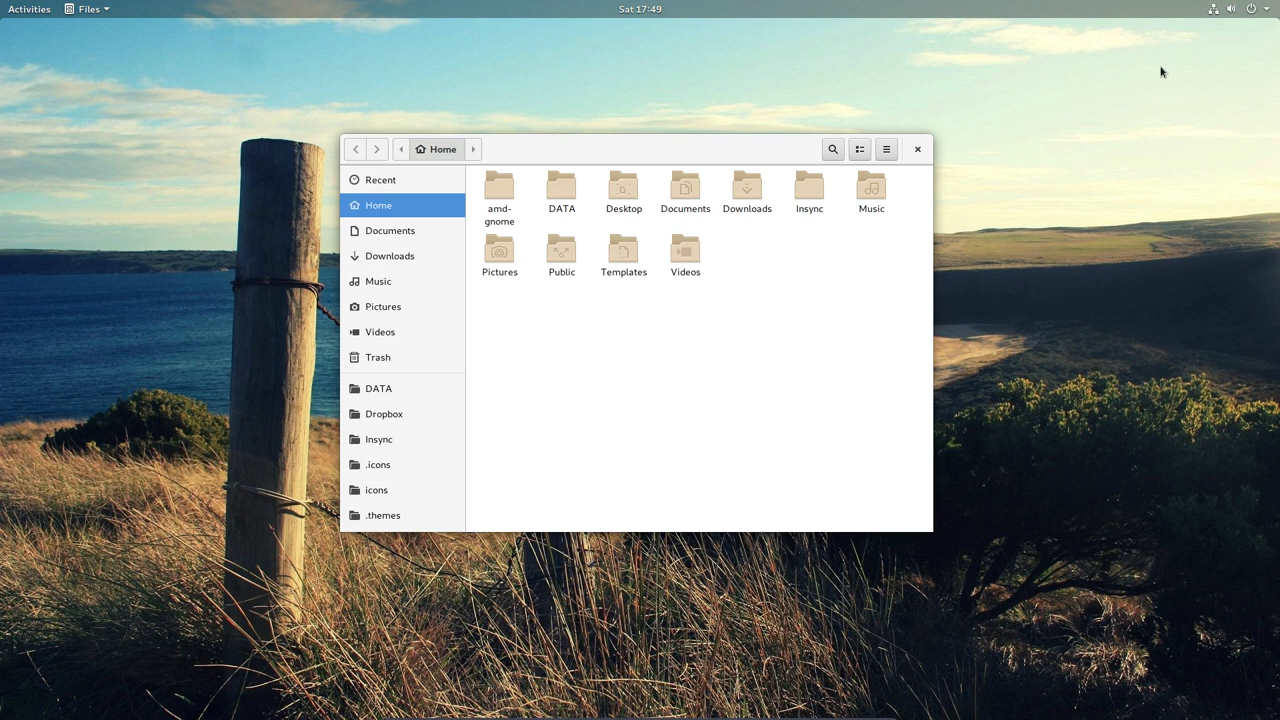 Activities
Files
Sat 17:49
Home
Recent
Home
Documents
Downloads
Music
Pictures
Videos
Trash
DATA
Dropbox
Insync
.icons
icons
.themes
amd-
gnome
DATA
Desktop
Documents
Downloads
Insync
Music
Pictures
Public
Templates
Videos